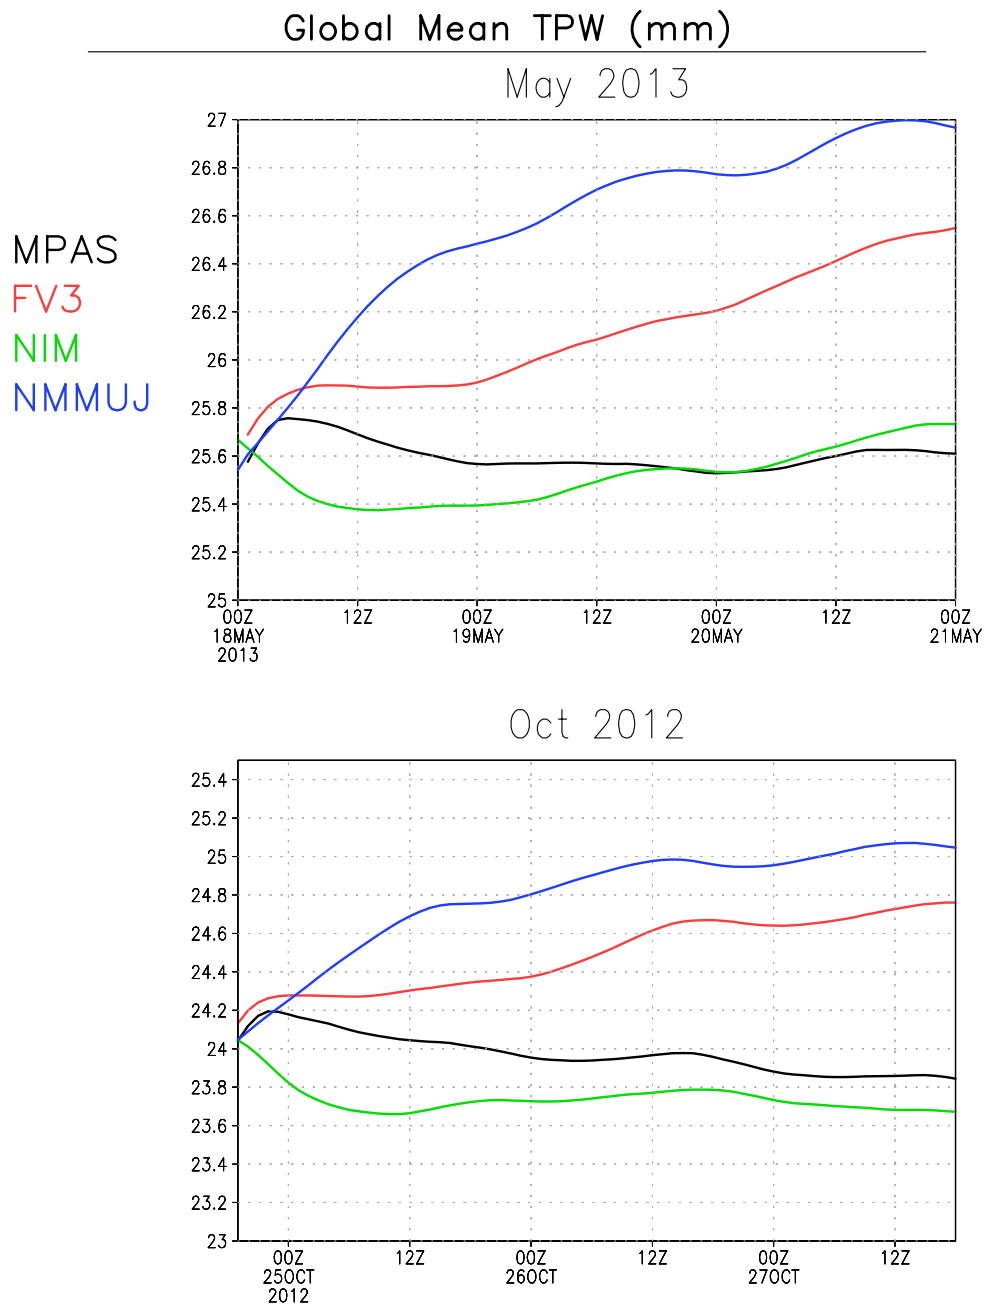 Global Mean TPW (mm)
May 2013
MPAS
FV3
NIM
NMMUJ
27
26.8
26.6
26.4
26.2
26
25.8
25.6
25.4
25.2
25
00Z 12Z 00Z 12Z 00Z 12Z 00Z
18MAY 19MAY 20MAY 21MAY
2013
Oct 2012
25.4
25.2
25
24.8
24.6
24.4
24.2
24
23.8
23.6
23.4
23.2
23
00Z 12Z 00Z 12Z 00Z 12Z
25OCT 26OCT 27OCT
2012